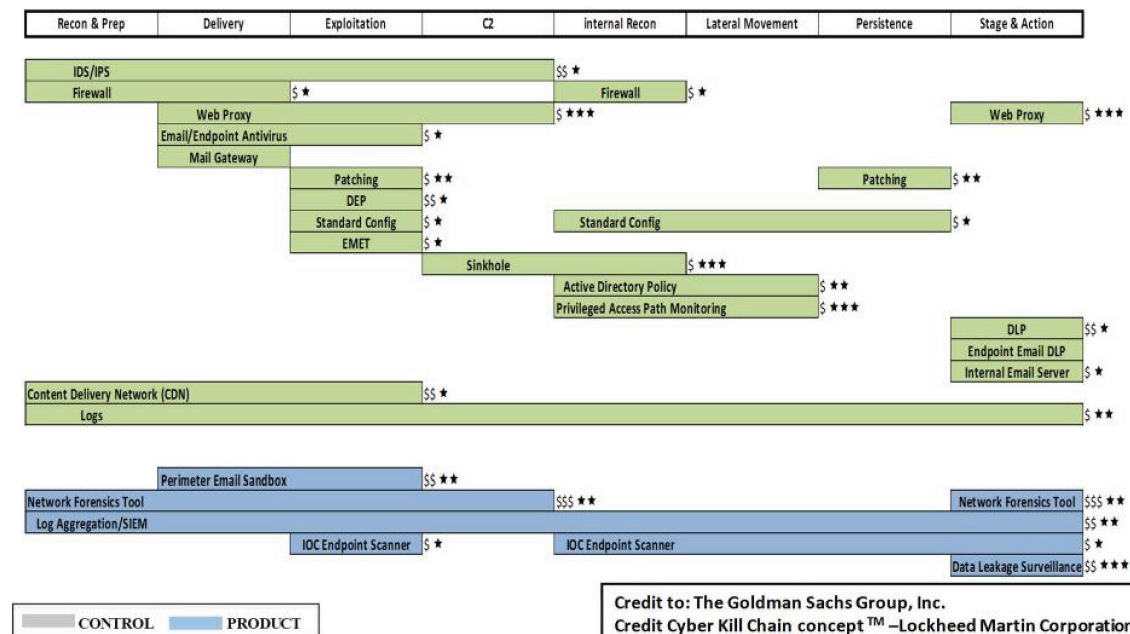 Recon & Prep Delivery Exploitation C2 internal Recon Lateral Movement Persistence Stage & Action
IDS/IPS $$ ★
Firewall $ ★ Firewall $ ★
Web Proxy $ ★★★ Web Proxy $ ★★★
Email/Endpoint Antivirus $ ★
Mail Gateway
Patching $ ★★ Patching $ ★★
DEP $$ ★
Standard Config $ ★ Standard Config $ ★
EMET $ ★
Sinkhole $ ★★★
Active Directory Policy $ ★★
Privileged Access Path Monitoring $ ★★★
DLP $$ ★
Endpoint Email DLP
Internal Email Server $ ★
Content Delivery Network (CDN) $$ ★
Logs $ ★★
Perimeter Email Sandbox $$ ★★
Network Forensics Tool $$$ ★★ Network Forensics Tool $$$ ★★
Log Aggregation/SIEM $$ ★★
IOC Endpoint Scanner $ ★ IOC Endpoint Scanner $ ★
Data Leakage Surveillance $$ ★★★
CONTROL PRODUCT
Credit to: The Goldman Sachs Group, Inc.
Credit Cyber Kill Chain concept ™ –Lockheed Martin Corporation